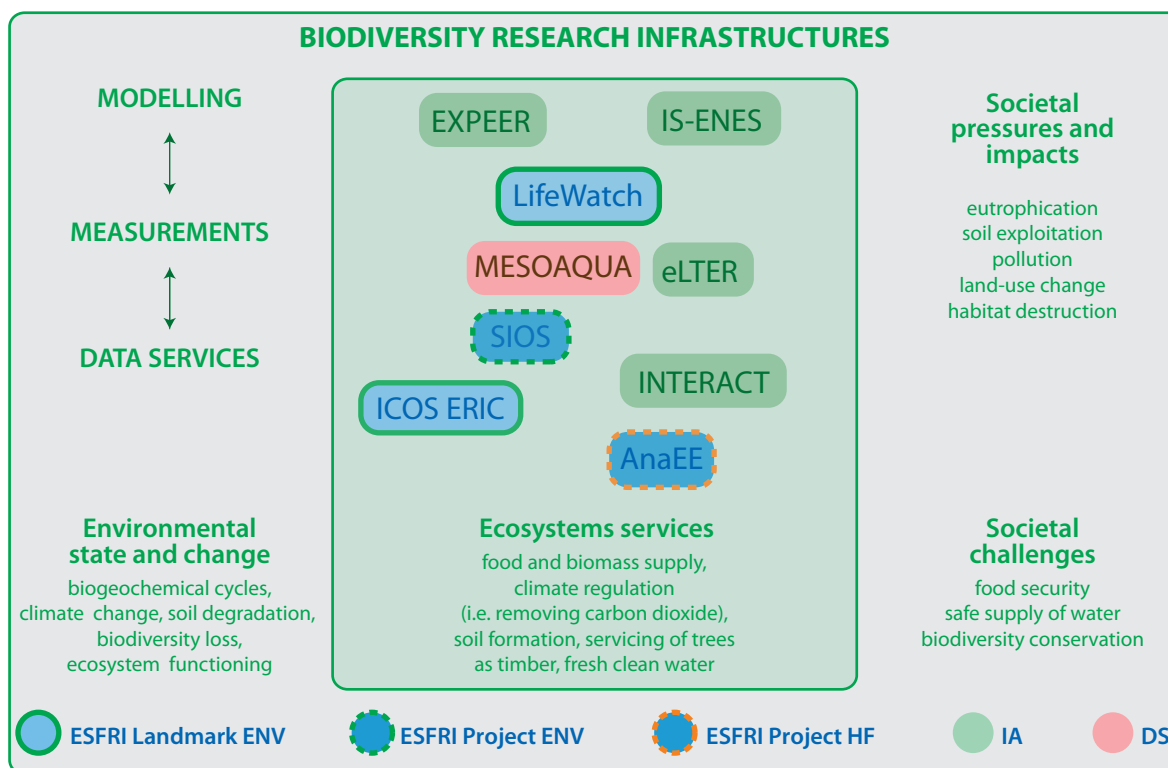 BIODIVERSITY RESEARCH INFRASTRUCTURES
MODELLING
MEASUREMENTS
DATA SERVICES
EXPEER
IS-ENES
LifeWatch
MESOAQUA
eLTER
SIOS
INTERACT
ICOS ERIC
AnaEE
Societal
pressures and
impacts
eutrophication
soil exploitation
pollution
land-use change
habitat destruction
Environmental
state and change
biogeochemical cycles,
climate change, soil degradation,
biodiversity loss,
ecosystem functioning
Ecosystems services
food and biomass supply,
climate regulation
(i.e. removing carbon dioxide),
soil formation, servicing of trees
as timber, fresh clean water
Societal
challenges
food security
safe supply of water
biodiversity conservation
ESFRI Landmark ENV
ESFRI Project ENV
ESFRI Project HF
IA
DS